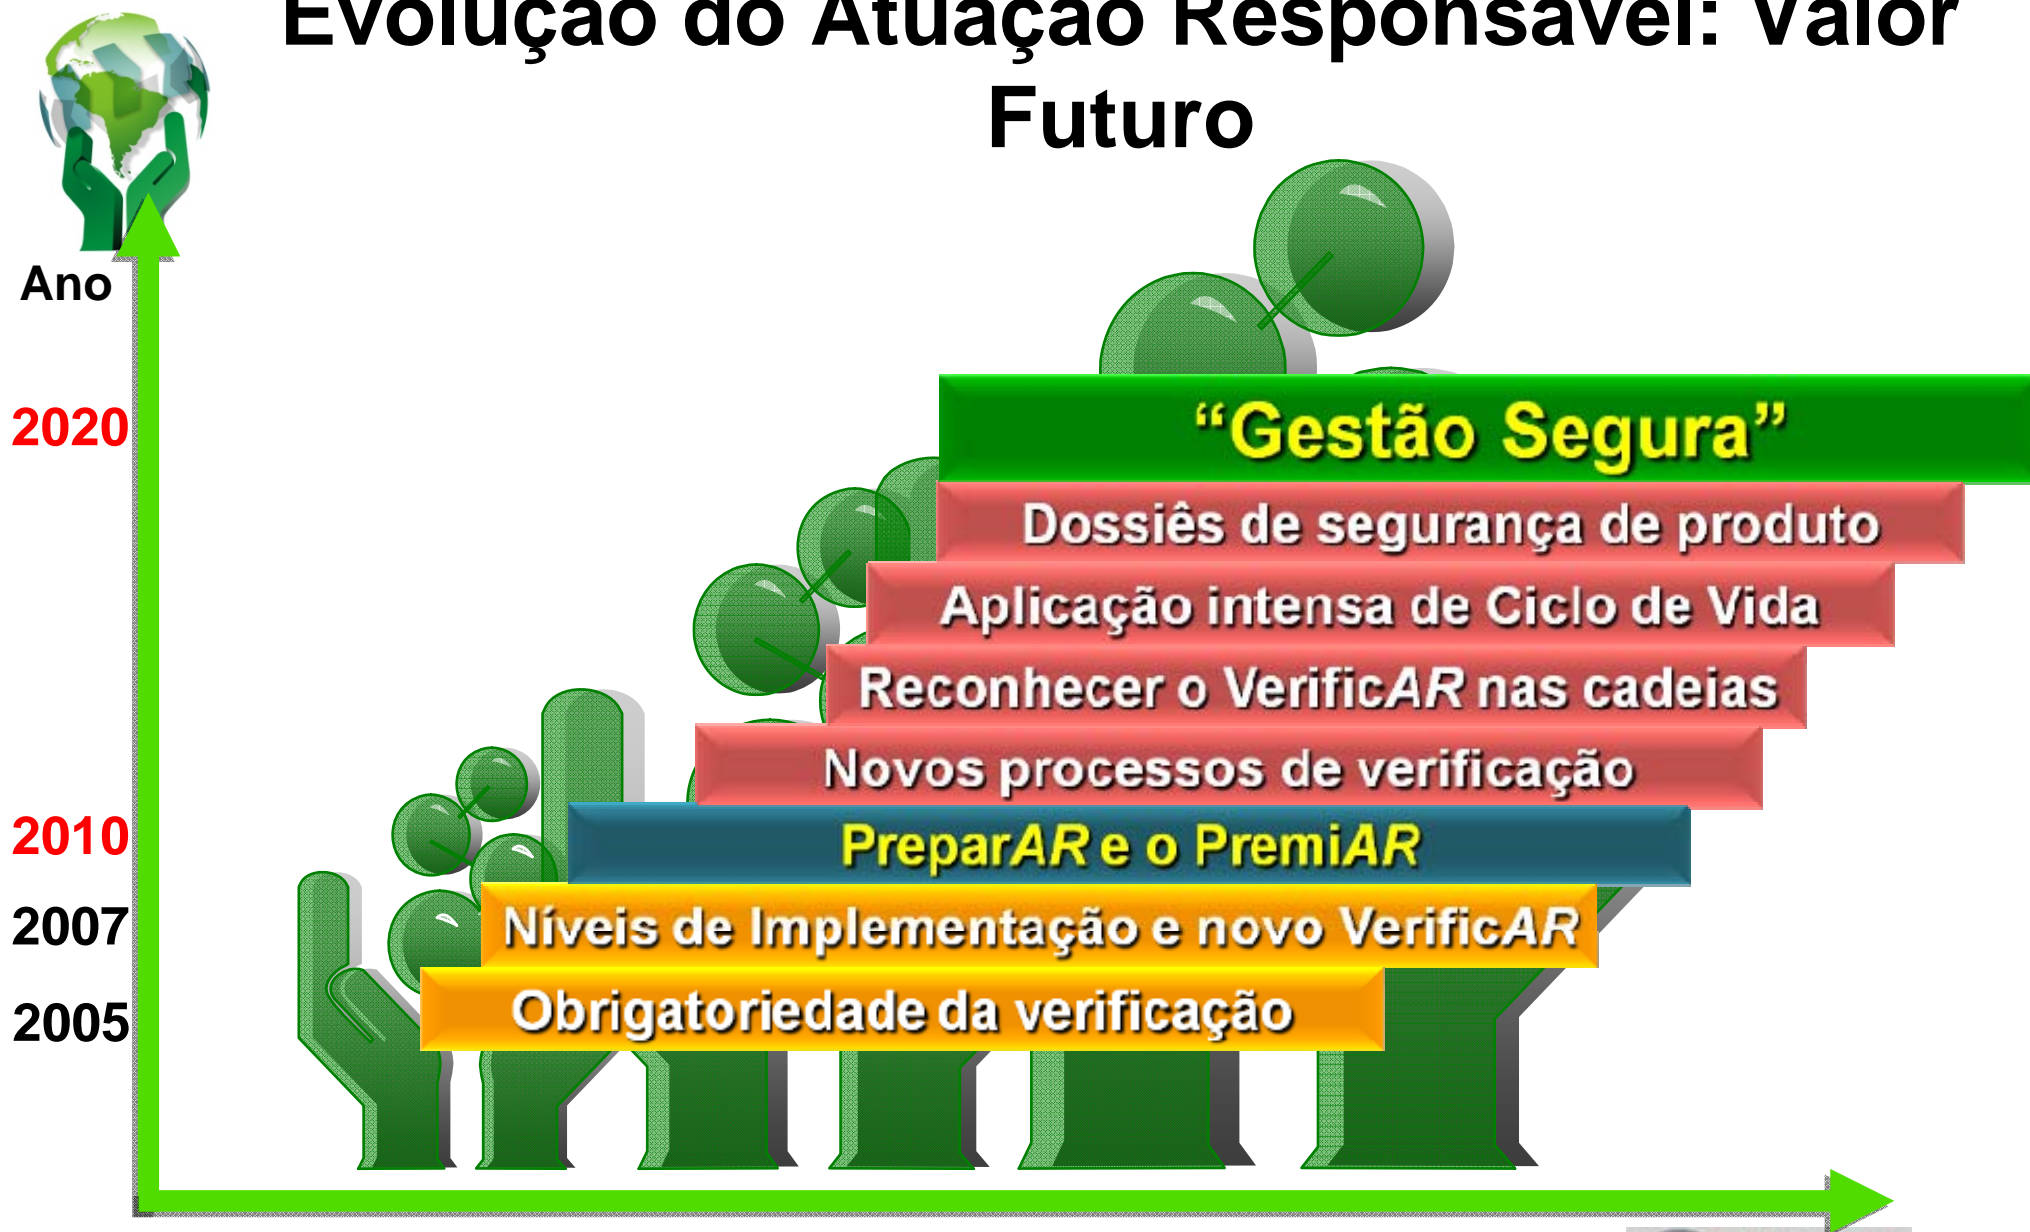 Evolução do Atuação Responsável: Valor
Futuro
Ano
2020
“Gestão Segura”
Dossiês de segurança de produto
Aplicação intensa de Ciclo de Vida
Reconhecer o VerificAR nas cadeias
Novos processos de verificação
2010
PreparAR e o PremiAR
2007
Níveis de Implementação e novo VerificAR
2005
Obrigatoriedade da verificação